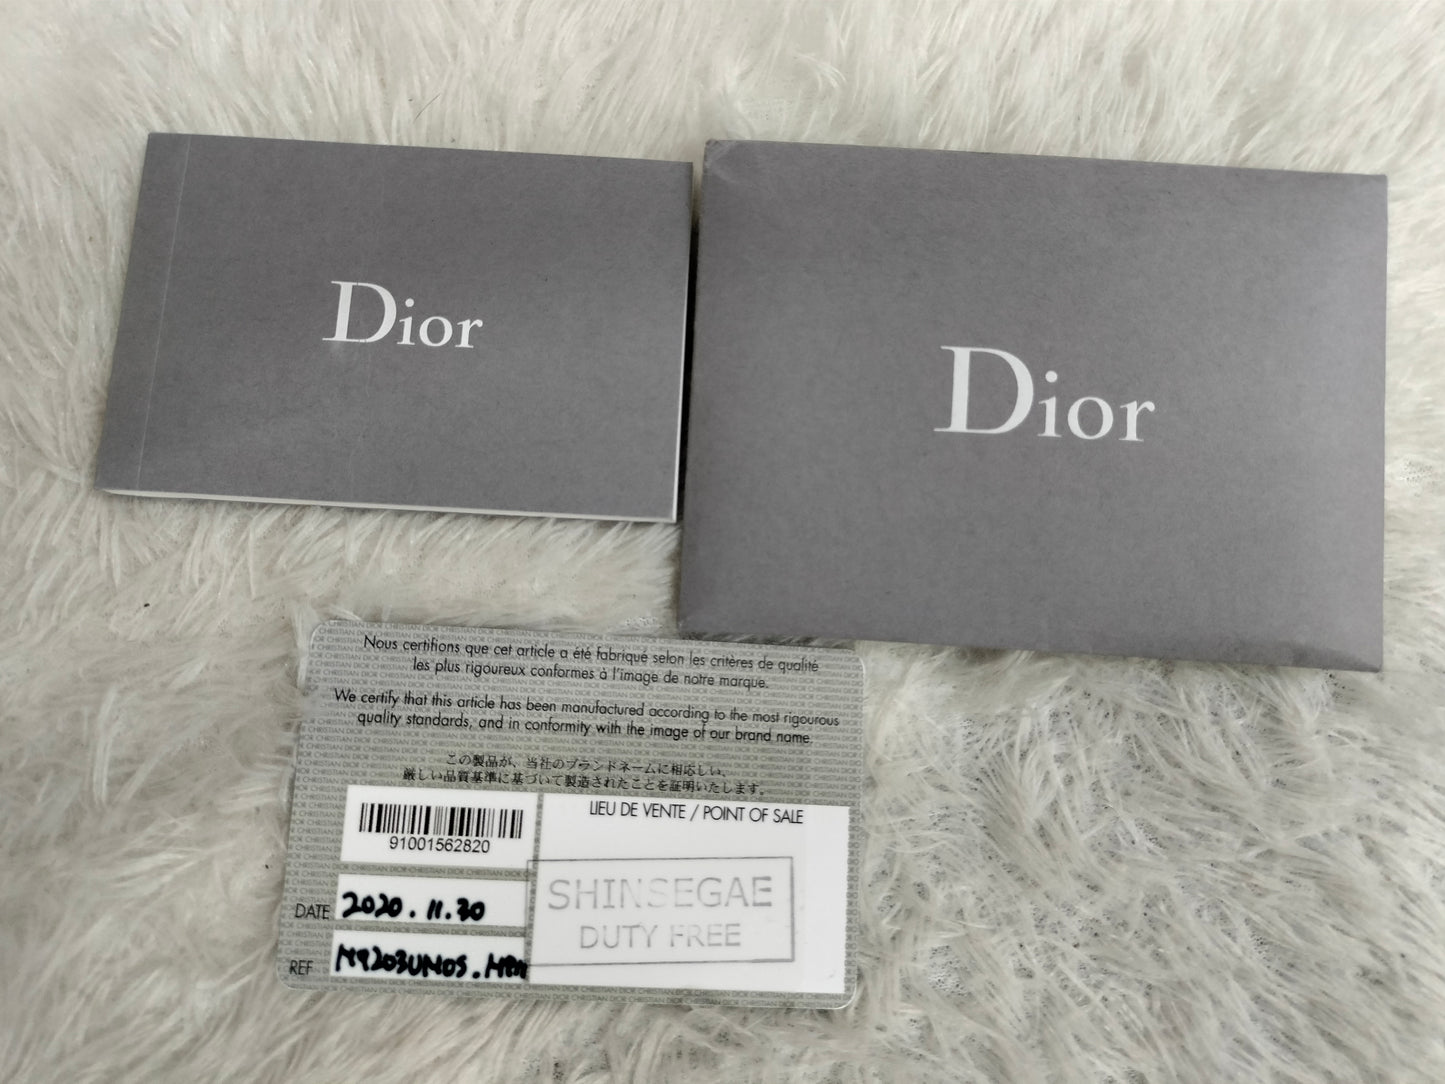 Dior
Dior
Nous certifions que cet article a été fabriqué selon les critères de qualité
les plus rigoureux conformes à l'image de notre marque.
We certify that this article has been manufactured according to the most rigourous
quality standards, and in conformity with the image of our brand name.
この製品が、当社のブランドネームに相応しい、
厳しい品質基準に基づいて製造されたことを証明いたします。
LIEU DE VENTE / POINT OF SALE
91001562820
SHINSEGAE
DUTY FREE
DATE 2020.11.30
REF